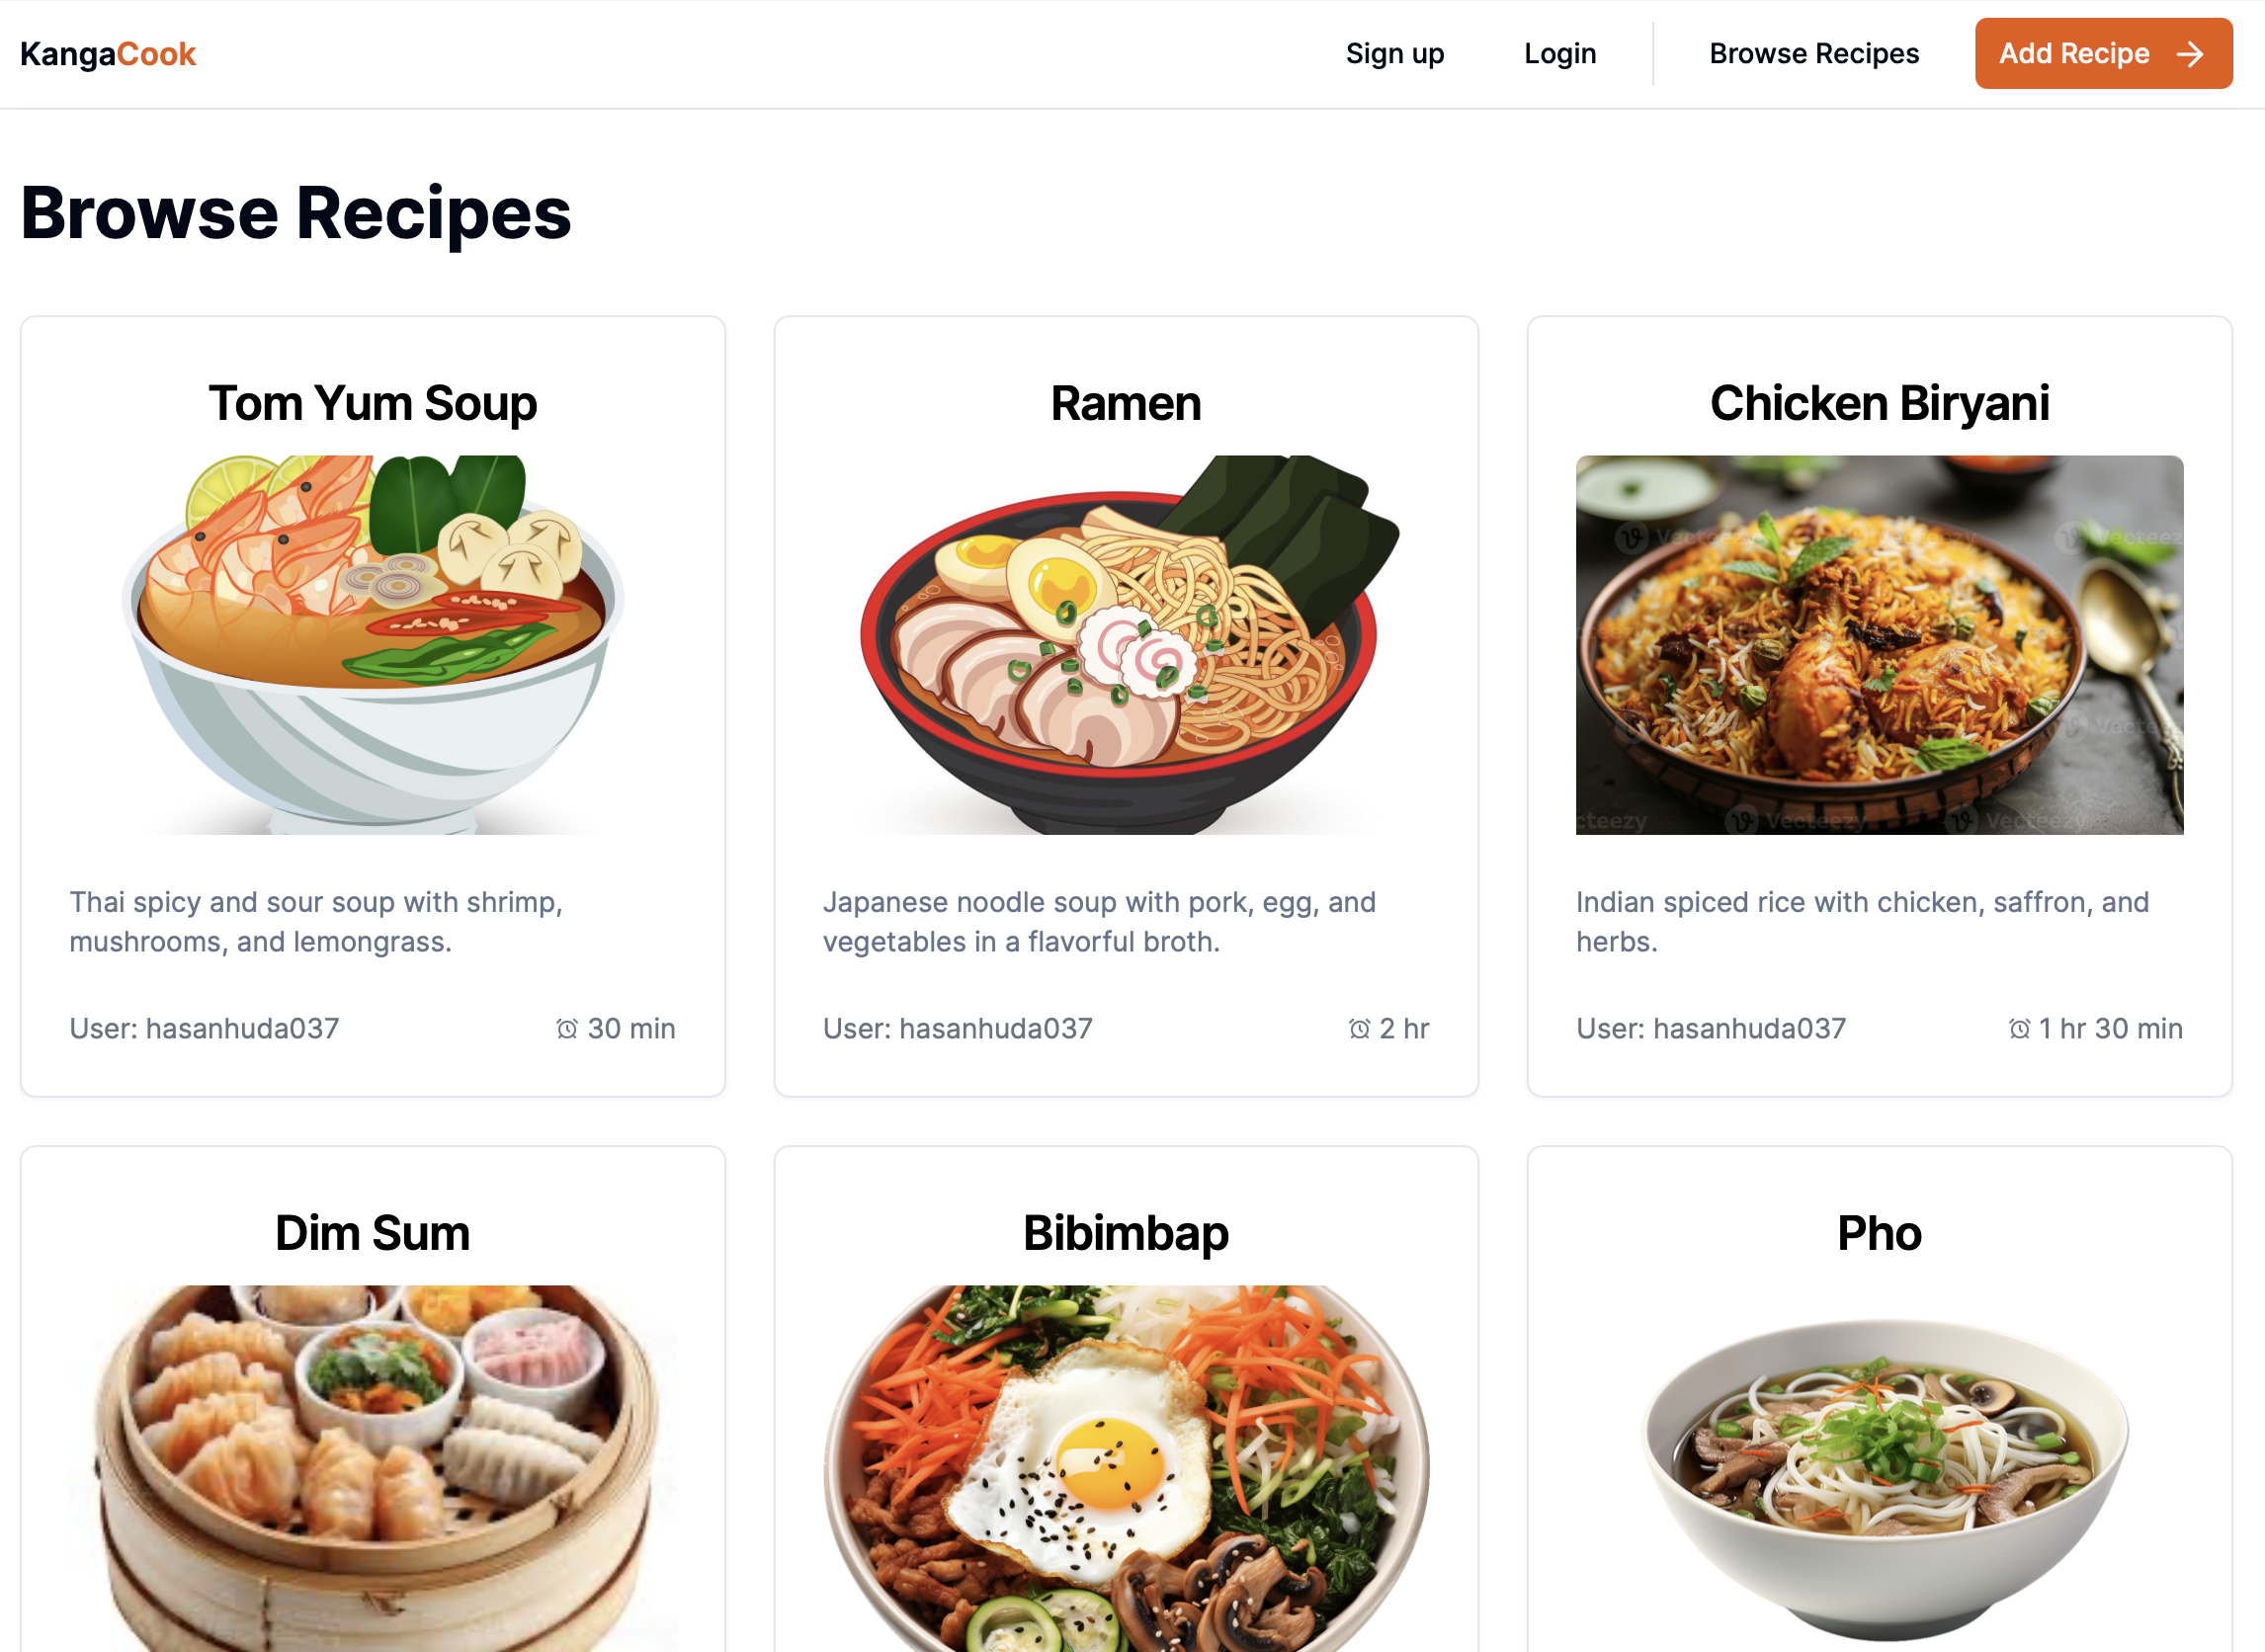 KangaCook
Sign up
Login
Browse Recipes
Add Recipe
Browse Recipes
Tom Yum Soup
Ramen
Chicken Biryani
Vecteezy
Vecteezy
Vecteezy
Vecteezy
Thai spicy and sour soup with shrimp,
mushrooms, and lemongrass.
Japanese noodle soup with pork, egg, and
vegetables in a flavorful broth.
Indian spiced rice with chicken, saffron, and
herbs.
User: hasanhuda037
30 min
User: hasanhuda037
2 hr
User: hasanhuda037
1 hr 30 min
Dim Sum
Bibimbap
Pho